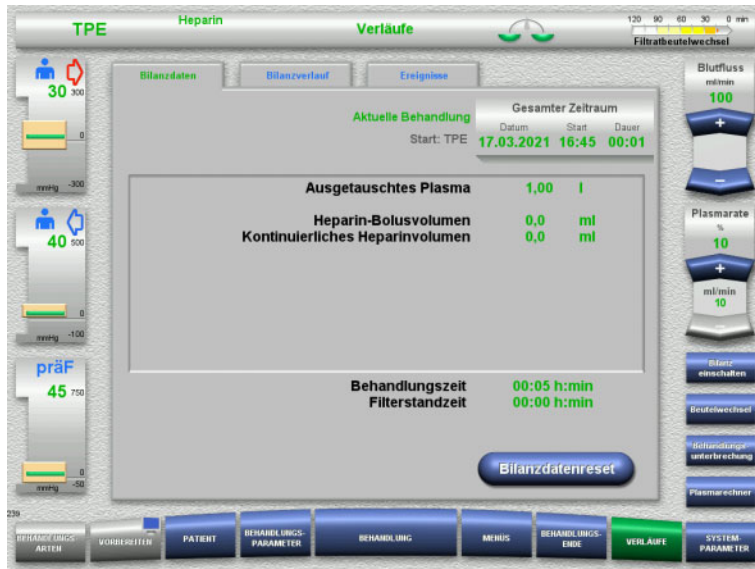 TPE
Heparin
Verläufe
120 90 60 30 0 min
Filtratbeutelwechsel
30 300
0
mmHg -300
40 500
0
mmHg -100
präF
45 750
0
mmHg -50
Bilanzdaten
Bilanzverlauf
Ereignisse
Aktuelle Behandlung
Start: TPE
Gesamter Zeitraum
Datum Start Dauer
17.03.2021 16:45 00:01
Ausgetauschtes Plasma 1,00 l
Heparin-Bolusvolumen 0,0 ml
Kontinuierliches Heparinvolumen 0,0 ml
Behandlungszeit 00:05 h:min
Filterstandzeit 00:00 h:min
Bilanzdatenreset
Blutfluss
ml/min
100
+
–
Plasmarate
%
10
+
ml/min
10
–
Bilanz
einschalten
Beutelwechsel
Behandlungs-
unterbrechung
Plasmarechner
239
BEHANDLUNGS-
ARTEN
VORBEREITEN
PATIENT
BEHANDLUNGS-
PARAMETER
BEHANDLUNG
MENÜS
BEHANDLUNGS-
ENDE
VERLÄUFE
SYSTEM-
PARAMETER